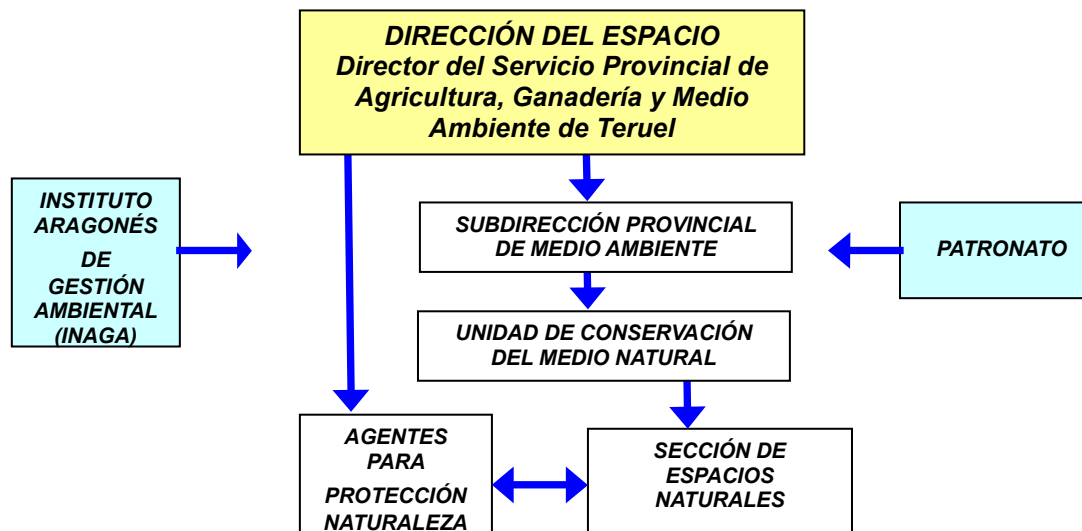 DIRECCIÓN DEL ESPACIO
Director del Servicio Provincial de
Agricultura, Ganadería y Medio
Ambiente de Teruel
INSTITUTO
ARAGONÉS
DE
GESTIÓN
AMBIENTAL
(INAGA)
SUBDIRECCIÓN PROVINCIAL
DE MEDIO AMBIENTE
PATRONATO
UNIDAD DE CONSERVACIÓN
DEL MEDIO NATURAL
AGENTES
PARA
PROTECCIÓN
NATURALEZA
SECCIÓN DE
ESPACIOS
NATURALES